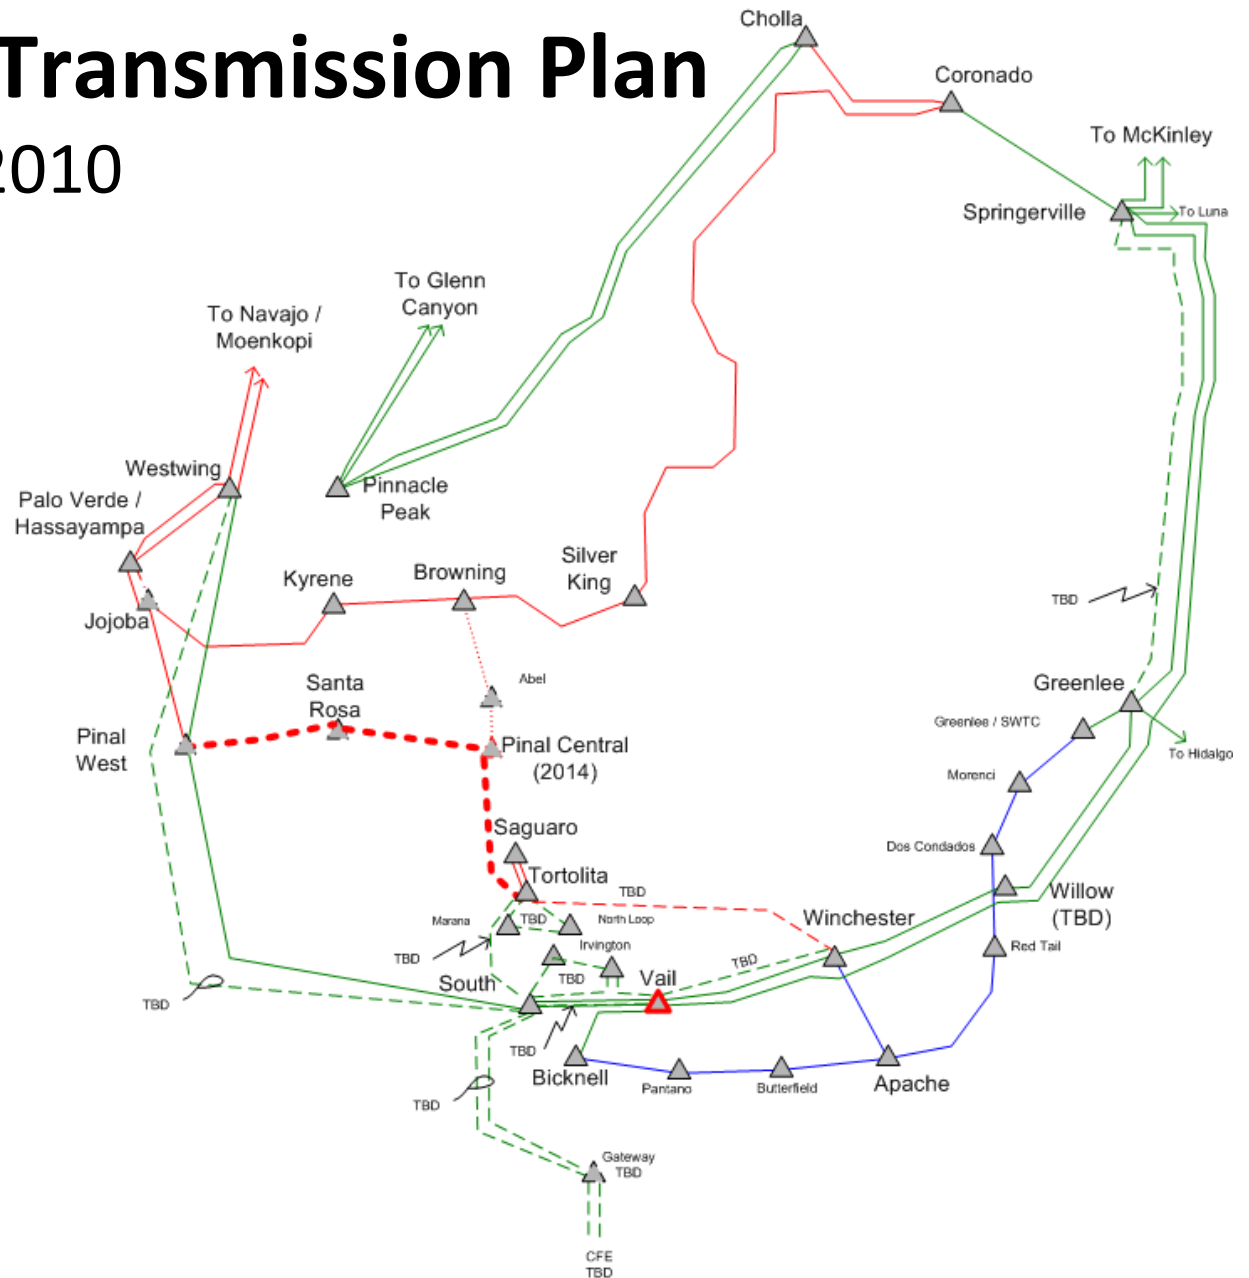 Transmission Plan
2010
Cholla
Coronado
To McKinley
Springerville
To Luna
To Glenn
Canyon
To Navajo /
Moenkopi
Westwing
Pinnacle
Peak
Palo Verde /
Hassayampa
Silver
King
Browning
Kyrene
TBD
Jojoba
Abel
Santa
Rosa
Greenlee
Greenlee / SWTC
Pinal
West
Pinal Central
(2014)
To Hidalgo
Morenci
Saguaro
Dos Condados
Tortolita
TBD
Willow
(TBD)
Marana
TBD
North Loop
Winchester
Irvington
Red Tail
TBD
TBD
TBD
South
Vail
TBD
TBD
Bicknell
Pantano
Butterfield
Apache
TBD
Gateway
TBD
CFE
TBD